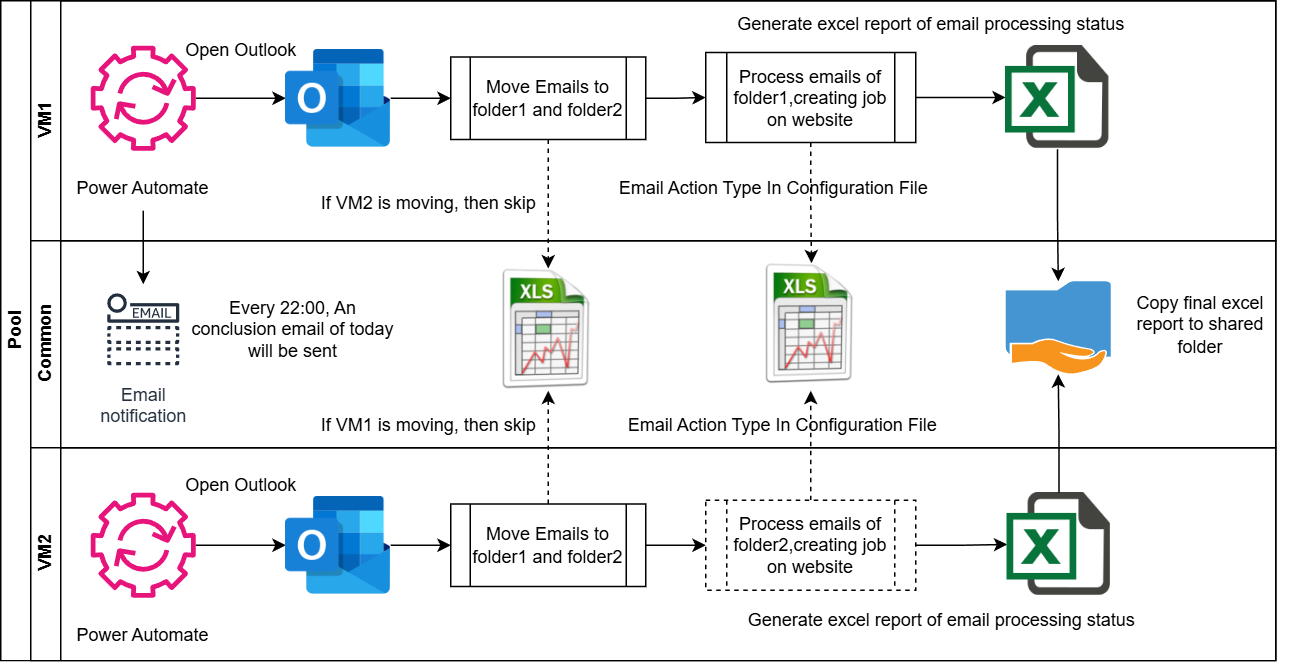 Pool
VM1
Generate excel report of email processing status
Open Outlook
O
Move Emails to
folder1 and folder2
Process emails of
folder1,creating job
on website
X
Power Automate
If VM2 is moving, then skip
Email Action Type In Configuration File
Common
EMAIL
Email
notification
Every 22:00, An
conclusion email of today
will be sent
XLS
XLS
Copy final excel
report to shared
folder
If VM1 is moving, then skip
Email Action Type In Configuration File
VM2
Open Outlook
O
Move Emails to
folder1 and folder2
Process emails of
folder2,creating job
on website
X
Power Automate
Generate excel report of email processing status